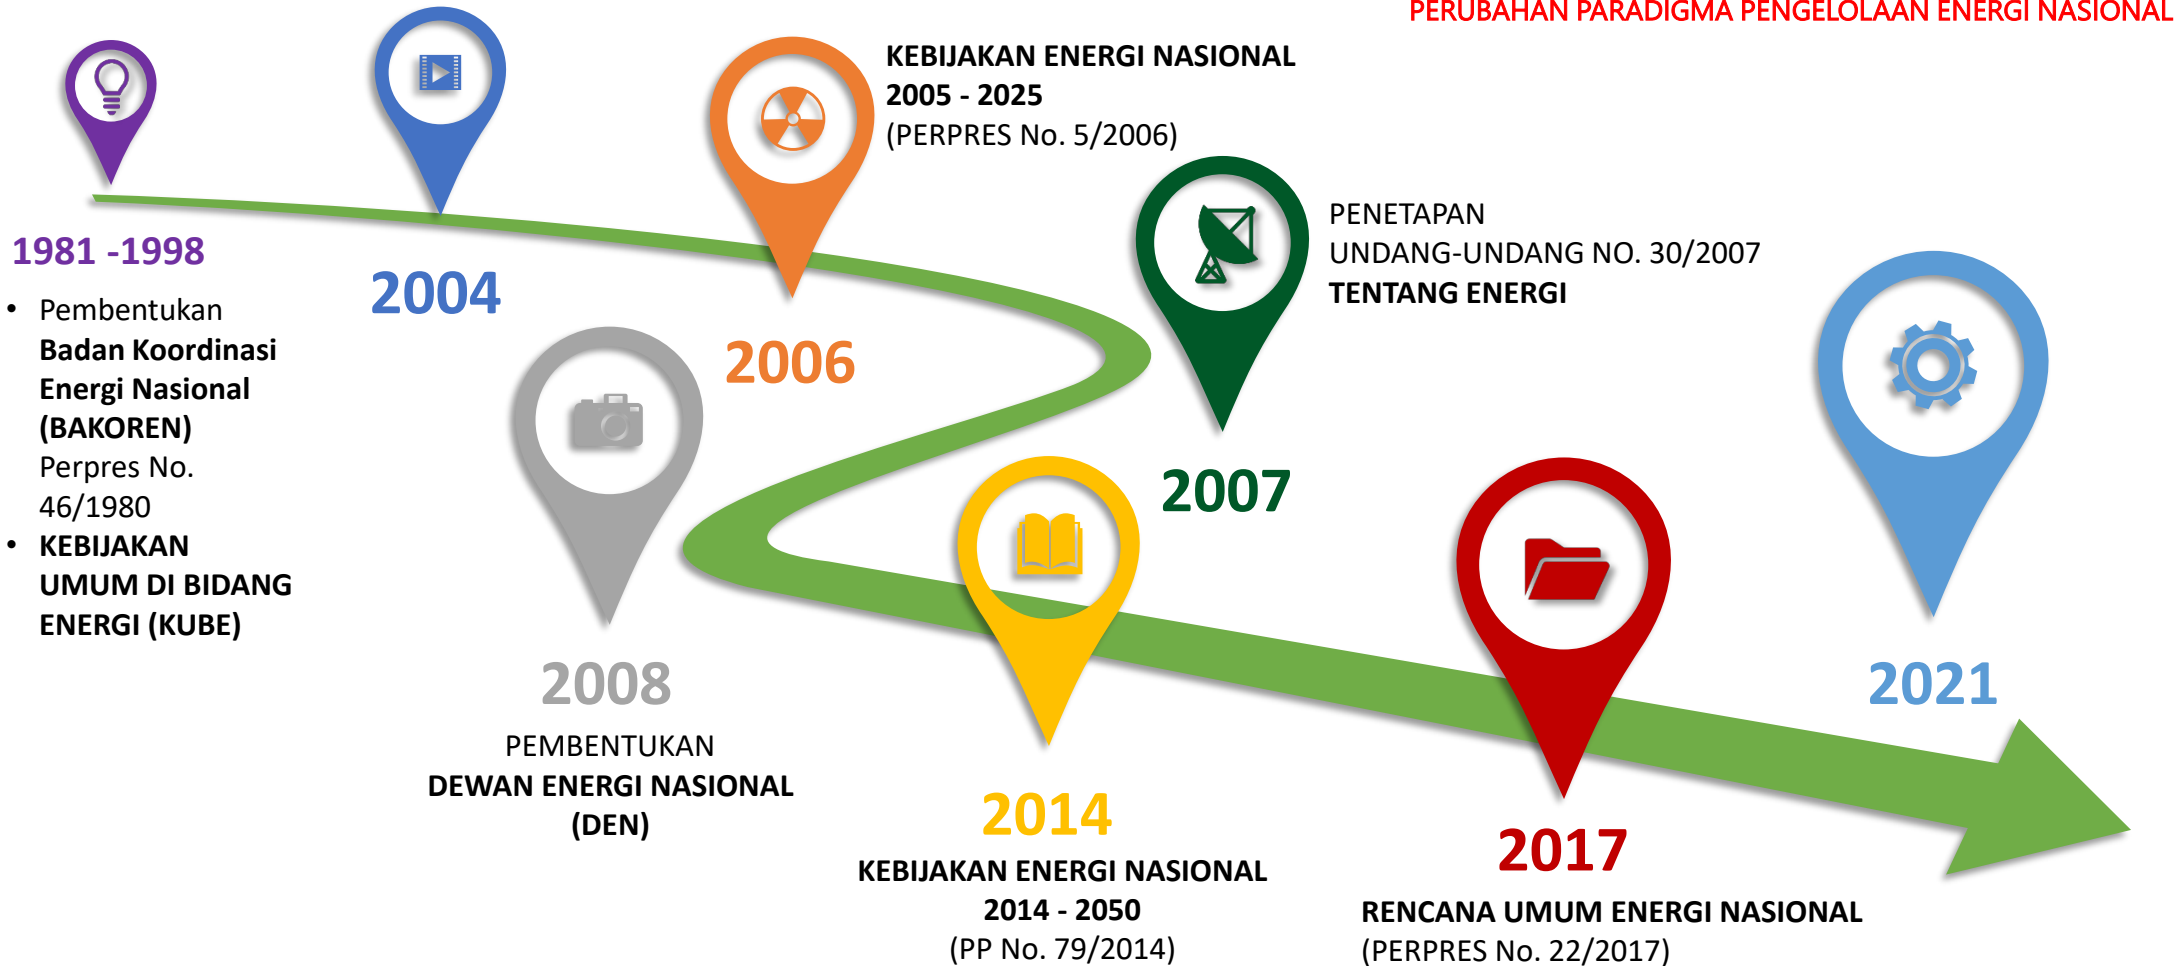 PERUBAHAN PARADIGMA PENGELOLAAN ENERGI NASIONAL
1981 -1998
• Pembentukan
Badan Koordinasi
Energi Nasional
(BAKOREN)
Perpres No.
46/1980
• KEBIJAKAN
UMUM DI BIDANG
ENERGI (KUBE)
2004
KEBIJAKAN ENERGI NASIONAL
2005 - 2025
(PERPRES No. 5/2006)
2006
PENETAPAN
UNDANG-UNDANG NO. 30/2007
TENTANG ENERGI
2007
2008
PEMBENTUKAN
DEWAN ENERGI NASIONAL
(DEN)
2014
KEBIJAKAN ENERGI NASIONAL
2014 - 2050
(PP No. 79/2014)
2017
RENCANA UMUM ENERGI NASIONAL
(PERPRES No. 22/2017)
2021